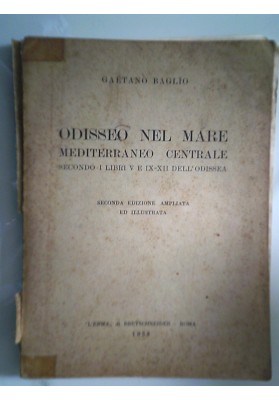 GAETANO BAGLIO
ODISSEO NEL MARE
MEDITERRANEO CENTRALE
SECONDO I LIBRI V E IX-XII DELL'ODISSEA
SECONDA EDIZIONE AMPLIATA
ED ILLUSTRATA
ROMA